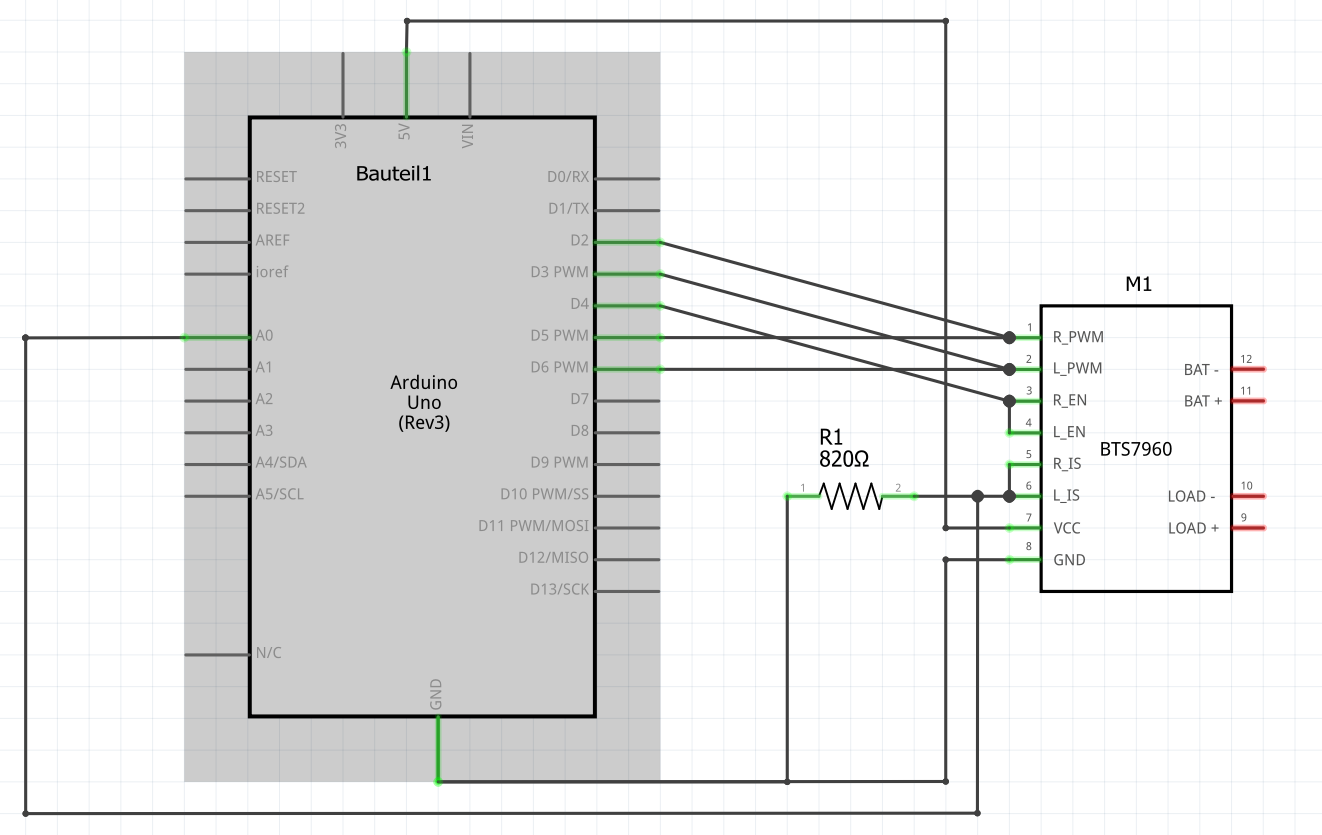 3V3
5V
VIN
Bauteil1
RESET
RESET2
AREF
ioref
A0
A1
A2
A3
A4/SDA
A5/SCL
N/C
Arduino
Uno
(Rev3)
D0/RX
D1/TX
D2
D3 PWM
D4
D5 PWM
D6 PWM
D7
D8
D9 PWM
D10 PWM/SS
D11 PWM/MOSI
D12/MISO
D13/SCK
GND
R1
820Ω
1
2
M1
1 R_PWM
2 L_PWM
3 R_EN
4 L_EN
5 R_IS
6 L_IS
7 VCC
8 GND
BTS7960
BAT - 12
BAT + 11
LOAD - 10
LOAD + 9